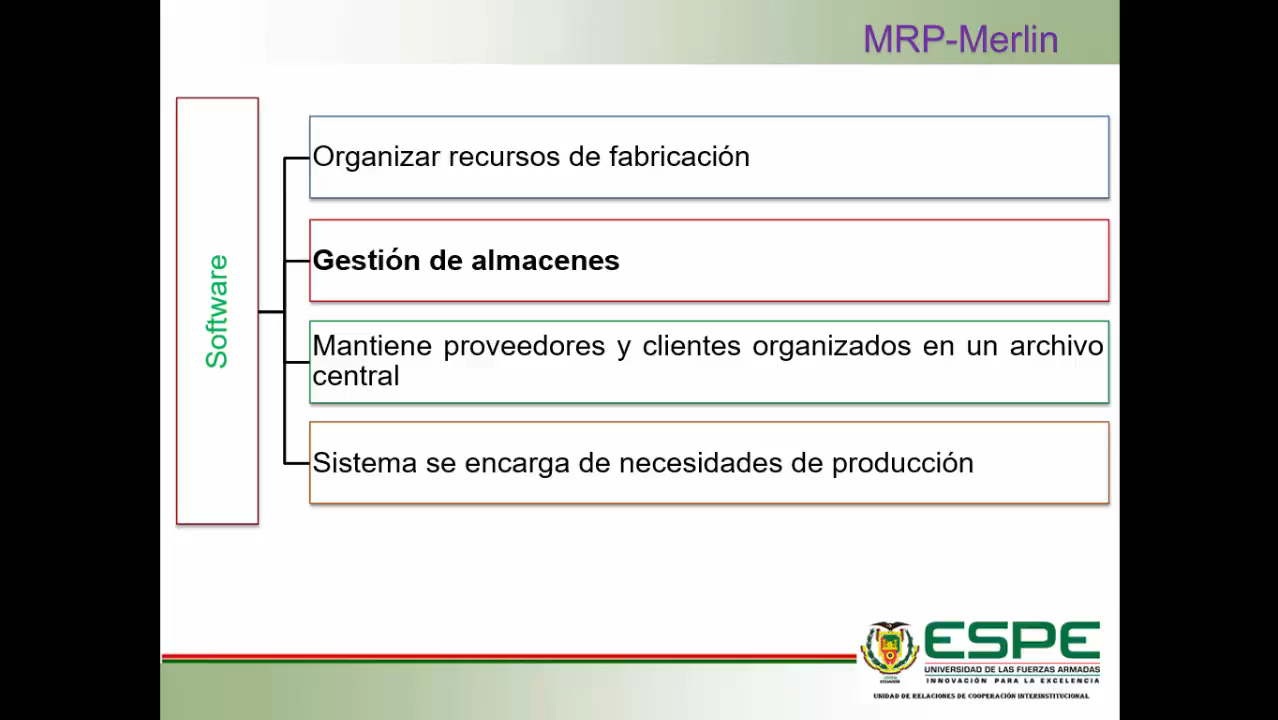 MRP-Merlin
Software
Organizar recursos de fabricación
Gestión de almacenes
Mantiene proveedores y clientes organizados en un archivo
central
Sistema se encarga de necesidades de producción
ESPE
UNIVERSIDAD DE LAS FUERZAS ARMADAS
INNOVACIÓN PARA LA EXCELENCIA
ECUADOR
UNIDAD DE RELACIONES DE COOPERACIÓN INTERINSTITUCIONAL